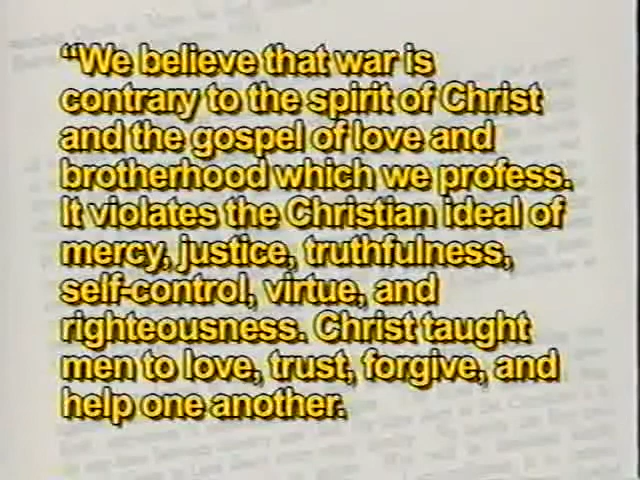 “We believe that war is
contrary to the spirit of Christ
and the gospel of love and
brotherhood which we profess.
It violates the Christian ideal of
mercy, justice, truthfulness,
self-control, virtue, and
righteousness. Christ taught
men to love, trust, forgive, and
help one another.